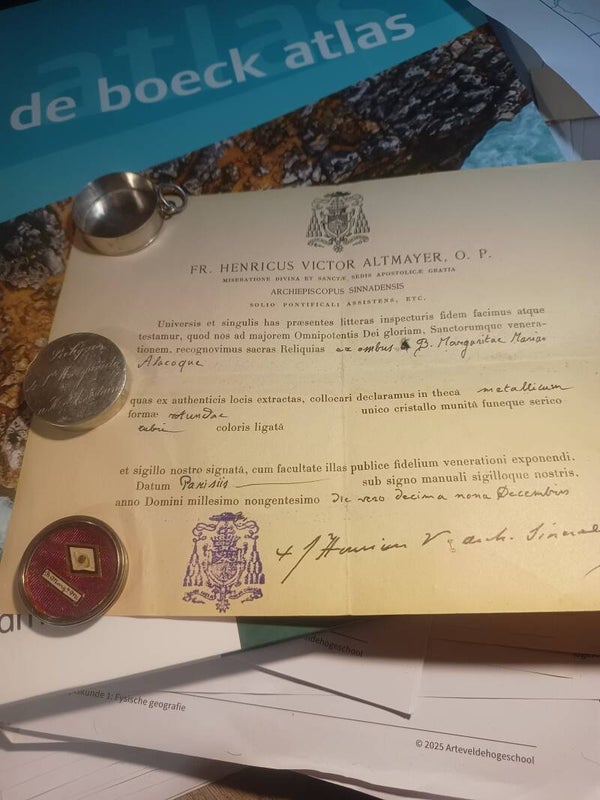 atlas
de boeck atlas
FR. HENRICUS VICTOR ALTMAYER, O. P.
MISERATIONE DIVINA ET SANCTÆ SEDIS APOSTOLICÆ GRATIA
ARCHIEPISCOPUS SINNADENSIS
SOLIO PONTIFICALI ASSISTENS, ETC.
Universis et singulis has præsentes litteras inspecturis fidem facimus atque
testamur, quod nos ad majorem Omnipotentis Dei gloriam, Sanctorumque venera-
tionem, recognovimus sacras Reliquias ex ossibus B. Margaritae Mariae
Alacoque
quas ex authenticis locis extractas, collocari declaramus in theca metallicum
formæ rotundae unico cristallo munitâ funeque serico
rubri coloris ligatâ
et sigillo nostro signatâ, cum facultate illas publice fidelium venerationi exponendi.
Datum Parisiis sub signo manuali sigilloque nostris,
anno Domini millesimo nongentesimo die vero decima nona Decembris
kunde 1: Fysische geografie
dehogeschool
© 2025 Arteveldehogeschool